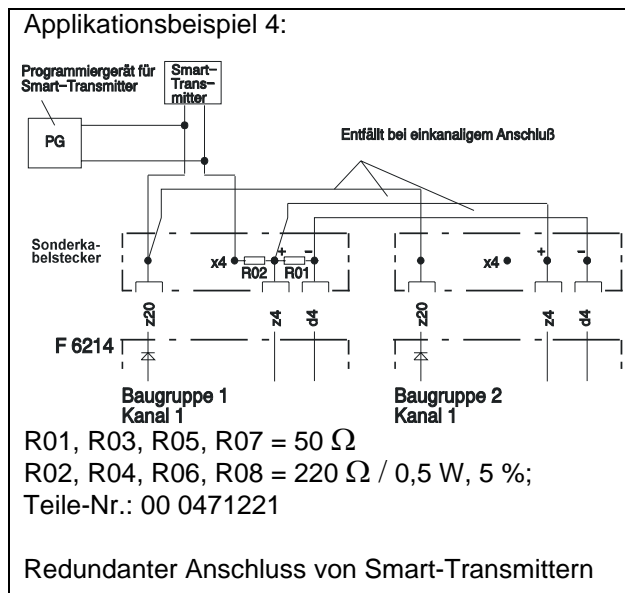 Applikationsbeispiel 4:
Programmiergerät für
Smart-Transmitter
Smart-
Trans-
mitter
PG
Entfällt bei einkanaligem Anschluß
Sonderka-
belstecker
x4
R02
+
R01
-
x4
+
-
z20
z4
d4
z20
z4
d4
F 6214
Baugruppe 1
Kanal 1
Baugruppe 2
Kanal 1
R01, R03, R05, R07 = 50 Ω
R02, R04, R06, R08 = 220 Ω / 0,5 W, 5 %;
Teile-Nr.: 00 0471221
Redundanter Anschluss von Smart-Transmittern